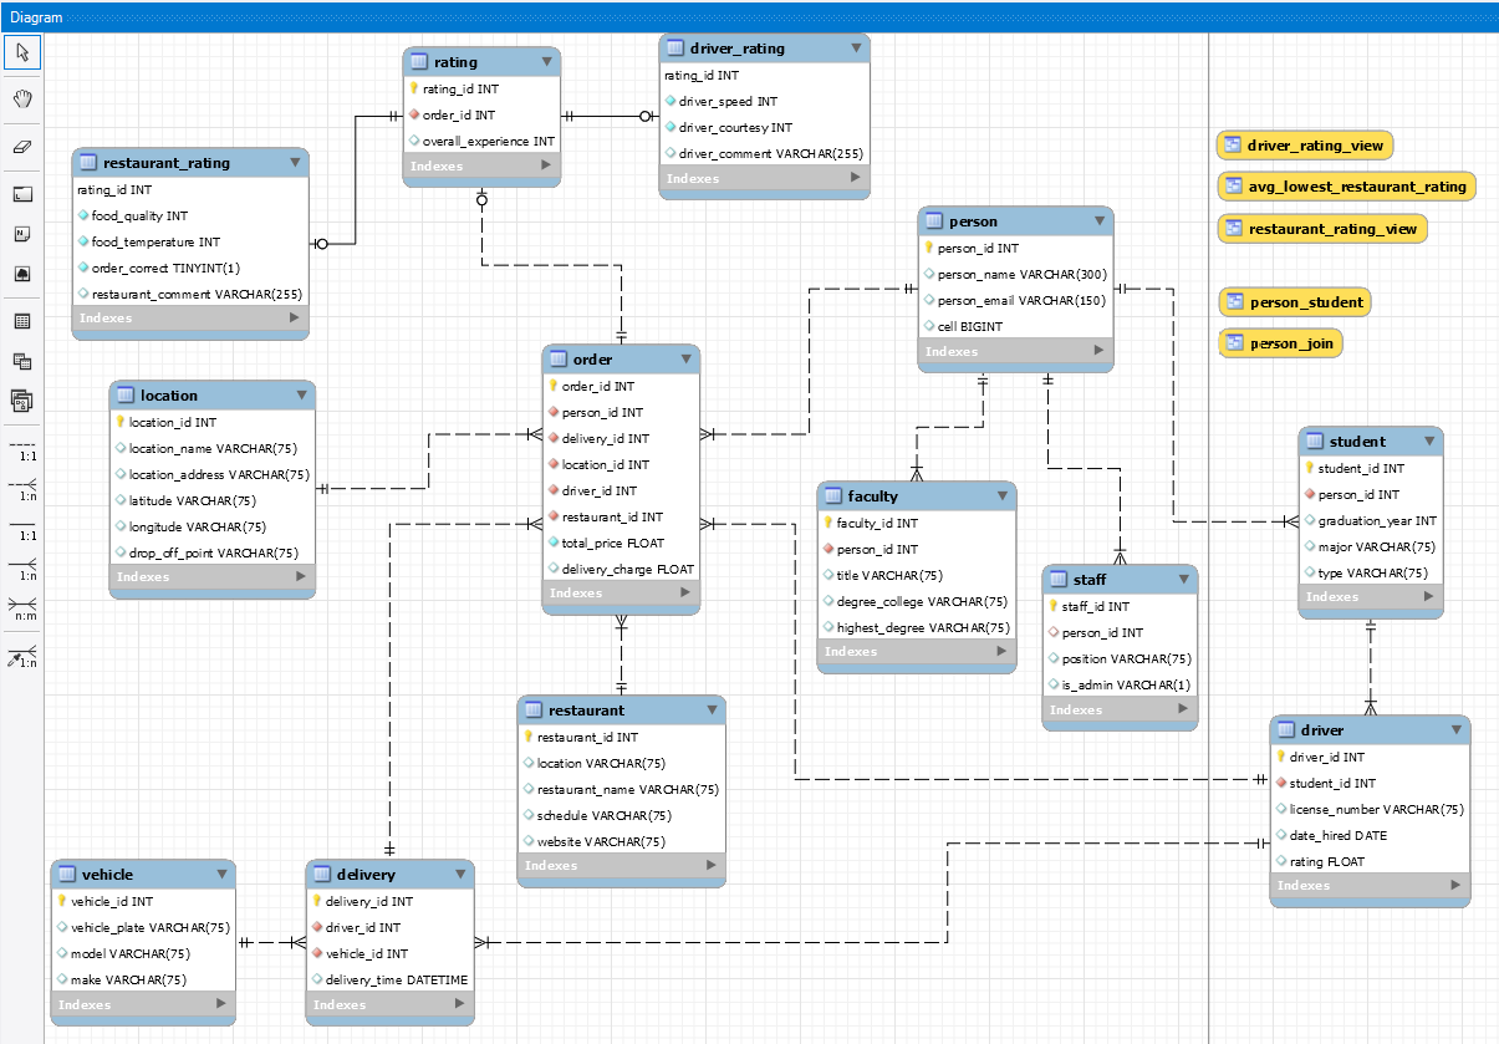 Diagram
rating
rating_id INT
order_id INT
overall_experience INT
Indexes
driver_rating
rating_id INT
driver_speed INT
driver_courtesy INT
driver_comment VARCHAR(255)
Indexes
restaurant_rating
rating_id INT
food_quality INT
food_temperature INT
order_correct TINYINT(1)
restaurant_comment VARCHAR(255)
Indexes
driver_rating_view
avg_lowest_restaurant_rating
restaurant_rating_view
person_student
person_join
person
person_id INT
person_name VARCHAR(300)
person_email VARCHAR(150)
cell BIGINT
Indexes
order
order_id INT
person_id INT
delivery_id INT
location_id INT
driver_id INT
restaurant_id INT
total_price FLOAT
delivery_charge FLOAT
Indexes
location
location_id INT
location_name VARCHAR(75)
location_address VARCHAR(75)
latitude VARCHAR(75)
longitude VARCHAR(75)
drop_off_point VARCHAR(75)
Indexes
student
student_id INT
person_id INT
graduation_year INT
major VARCHAR(75)
type VARCHAR(75)
Indexes
faculty
faculty_id INT
person_id INT
title VARCHAR(75)
degree_college VARCHAR(75)
highest_degree VARCHAR(75)
Indexes
staff
staff_id INT
person_id INT
position VARCHAR(75)
is_admin VARCHAR(1)
Indexes
restaurant
restaurant_id INT
location VARCHAR(75)
restaurant_name VARCHAR(75)
schedule VARCHAR(75)
website VARCHAR(75)
Indexes
driver
driver_id INT
student_id INT
license_number VARCHAR(75)
date_hired DATE
rating FLOAT
Indexes
vehicle
vehicle_id INT
vehicle_plate VARCHAR(75)
model VARCHAR(75)
make VARCHAR(75)
Indexes
delivery
delivery_id INT
driver_id INT
vehicle_id INT
delivery_time DATETIME
Indexes
1:1
1:n
1:1
1:n
n:m
1:n